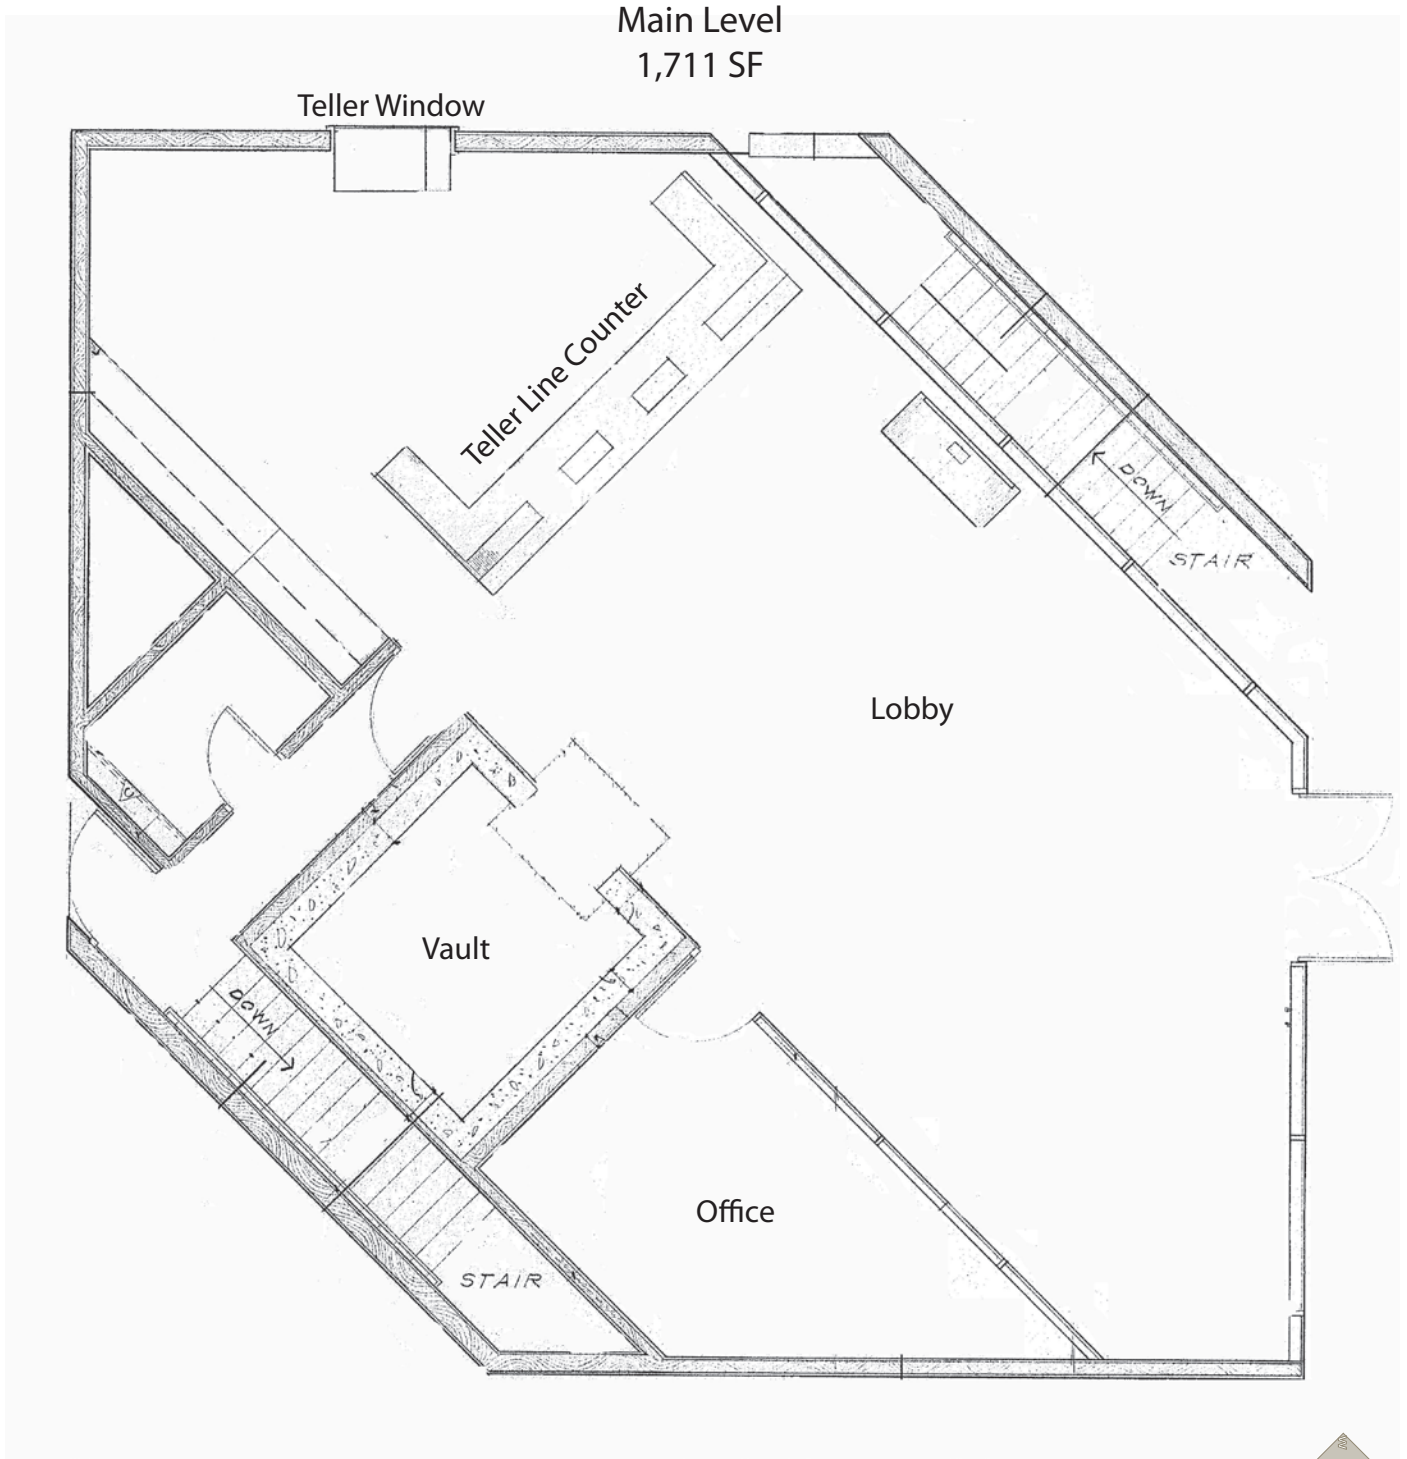 Main Level
1,711 SF
Teller Window
Teller Line Counter
DOWN
STAIR
Lobby
Vault
DOWN
Office
STAIR